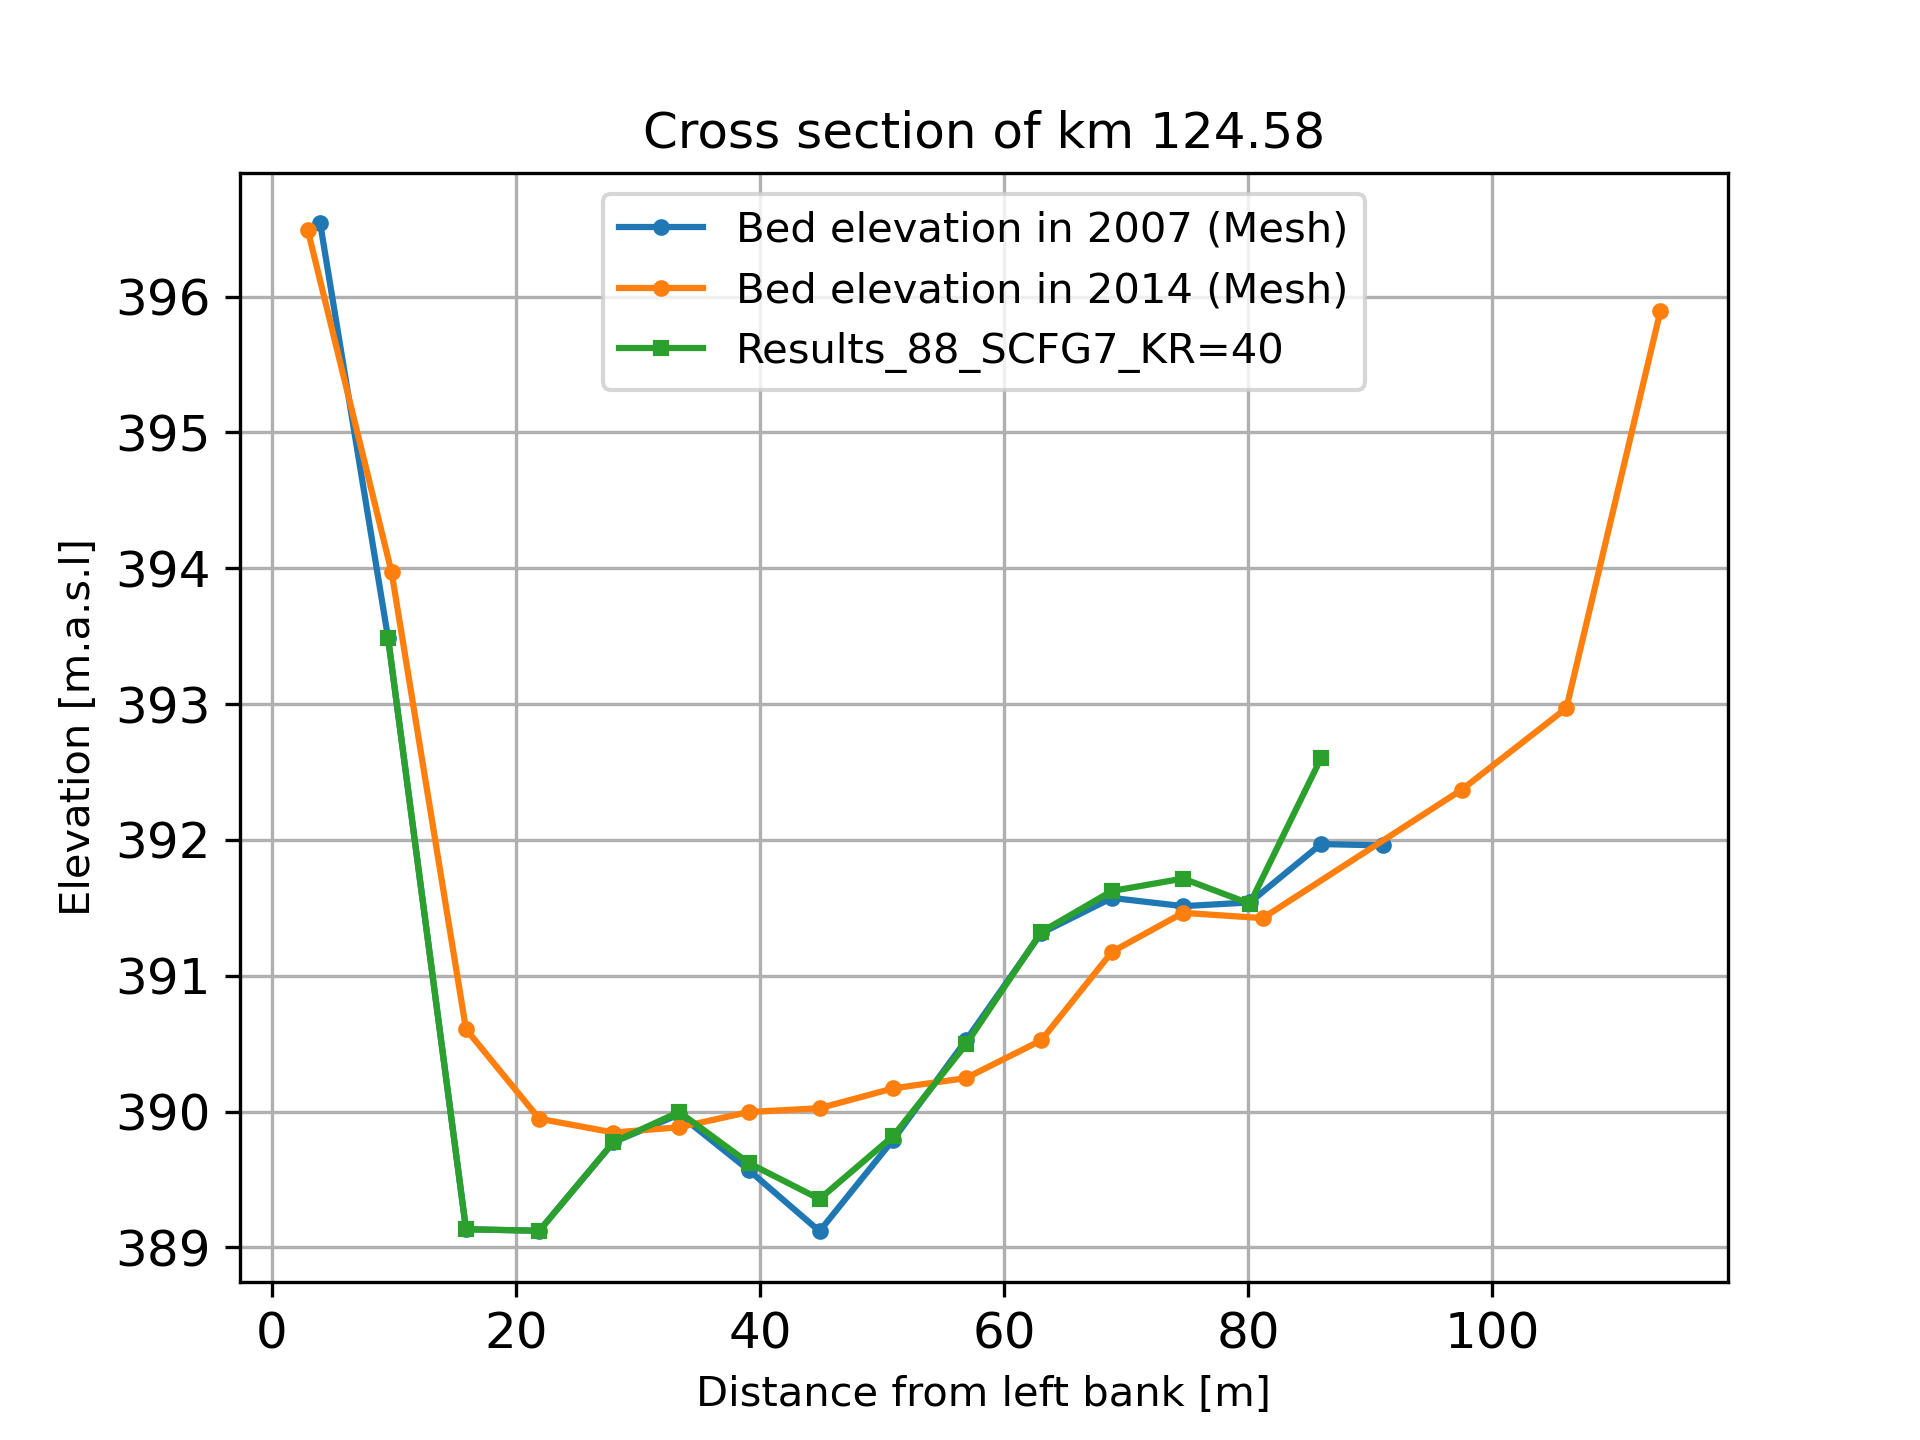 Cross section of km 124.58
Bed elevation in 2007 (Mesh)
Bed elevation in 2014 (Mesh)
Results_88_SCFG7_KR=40
Elevation [m.a.s.l]
396
395
394
393
392
391
390
389
0 20 40 60 80 100
Distance from left bank [m]